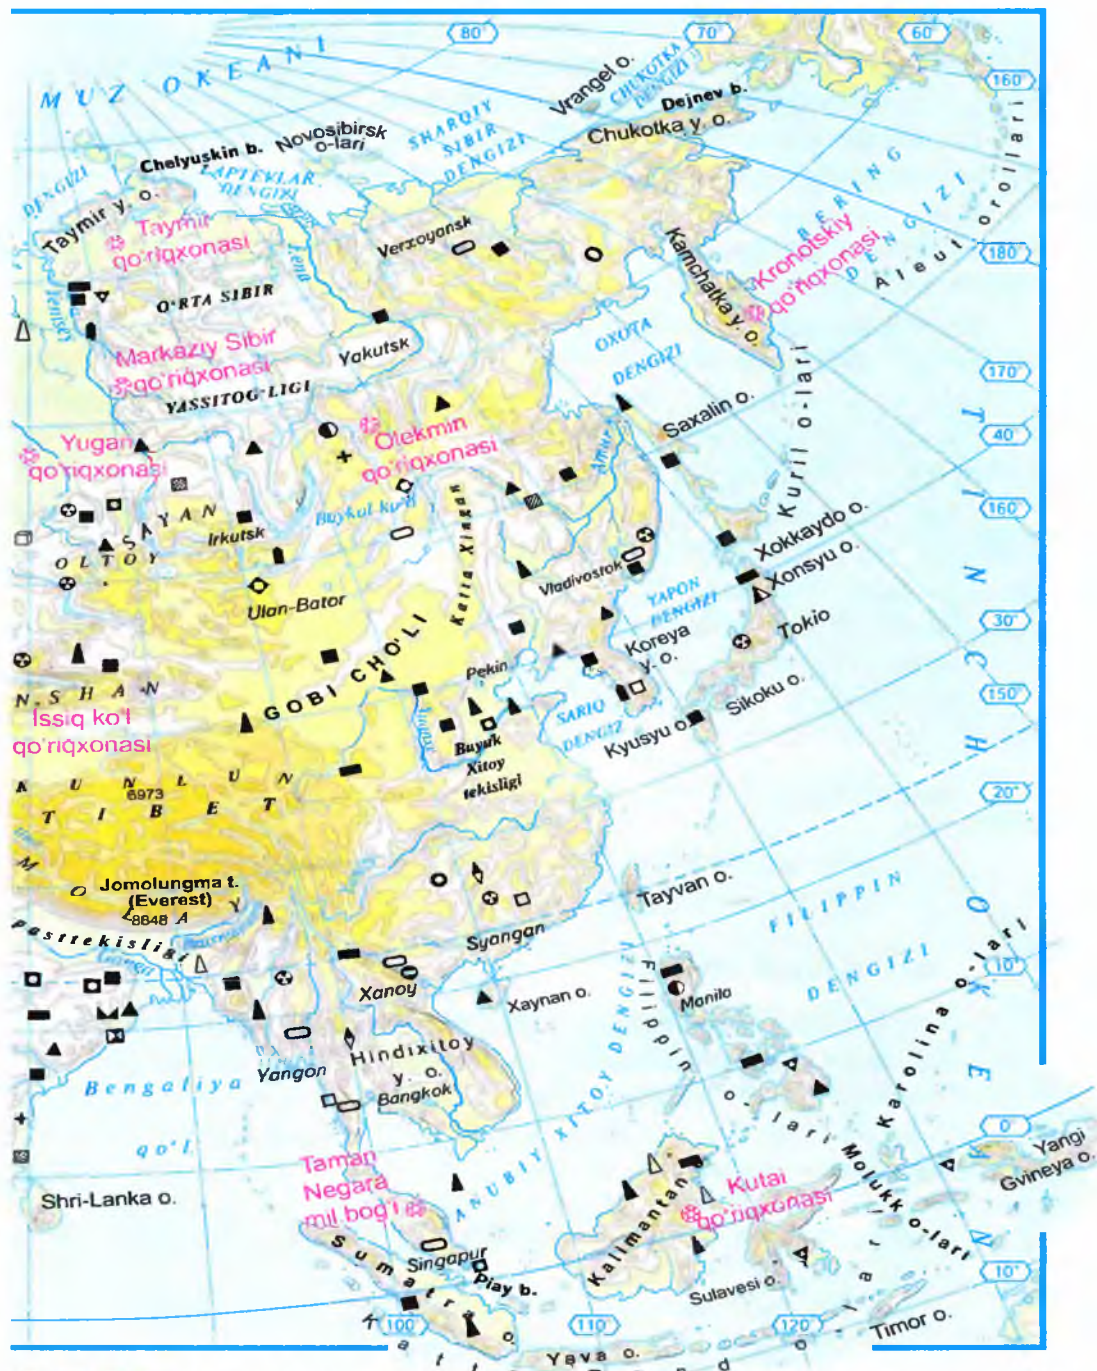 80°
70°
60°
160°
MUZ OKEANI
CHUKOTKA
DENGIZI
Vrangel o.
Dejnev b.
Chukotka y. o.
SHARQIY
SIBIR
DENGIZI
Novosibirsk
o-lari
Chelyuskin b.
LAPTEVLAR
DENGIZI
DENGIZI
Taymir y. o.
Taymir
qo'riqxonasi
Lena
Verxoyansk
BERING
DENGIZI
Aleut orollari
180°
Kamchatka y. o.
Kronotskiy
qo'riqxonasi
O'RTA SIBIR
Markaziy Sibir
qo'riqxonasi
YASSITOG-LIGI
Yakutsk
OXOTA
DENGIZI
170°
Kuril o-lari
Saxalin o.
40°
Olekmin
qo'riqxonasi
Yugan
qo'riqxonasi
Amur
SAYAN
Irkutsk
OLTOY
Katta Xingan
160°
Xokkaydo o.
Xonsyu o.
Vladivostok
YAPON
DENGIZI
Ulan-Bator
Tokio
30°
GOBI CHO'LI
Pekin
Koreya
y. o.
150°
N-SHAN
Issiq ko'l
qo'riqxonasi
SARIQ
DENGIZ
Sikoku o.
Kyusyu o.
Buyuk
Xitoy
tekisligi
KUNLUN
6973
TIBET
20°
TINCH OKEAN
Jomolungma t.
(Everest)
8848
pasttekisligi
Tayvan o.
FILIPPIN
DENGIZI
Syangan
Xanoy
Xaynan o.
10°
Manila
Filippin o-lari
Karolina o-lari
Hindixitoy
y. o.
Yangon
Bangkok
Bengaliya
qo'l
ANUBIY XITOY DENGIZI
0°
Yangi
Gvineya o.
Molukk o-lari
Taman
Negara
mil bog'i
Shri-Lanka o.
Kutai
qo'riqxonasi
Kalimantan
Singapur
Piay b.
Sumatra o.
Sulavesi o.
10°
Timor o.
100
110
120
Yava o.